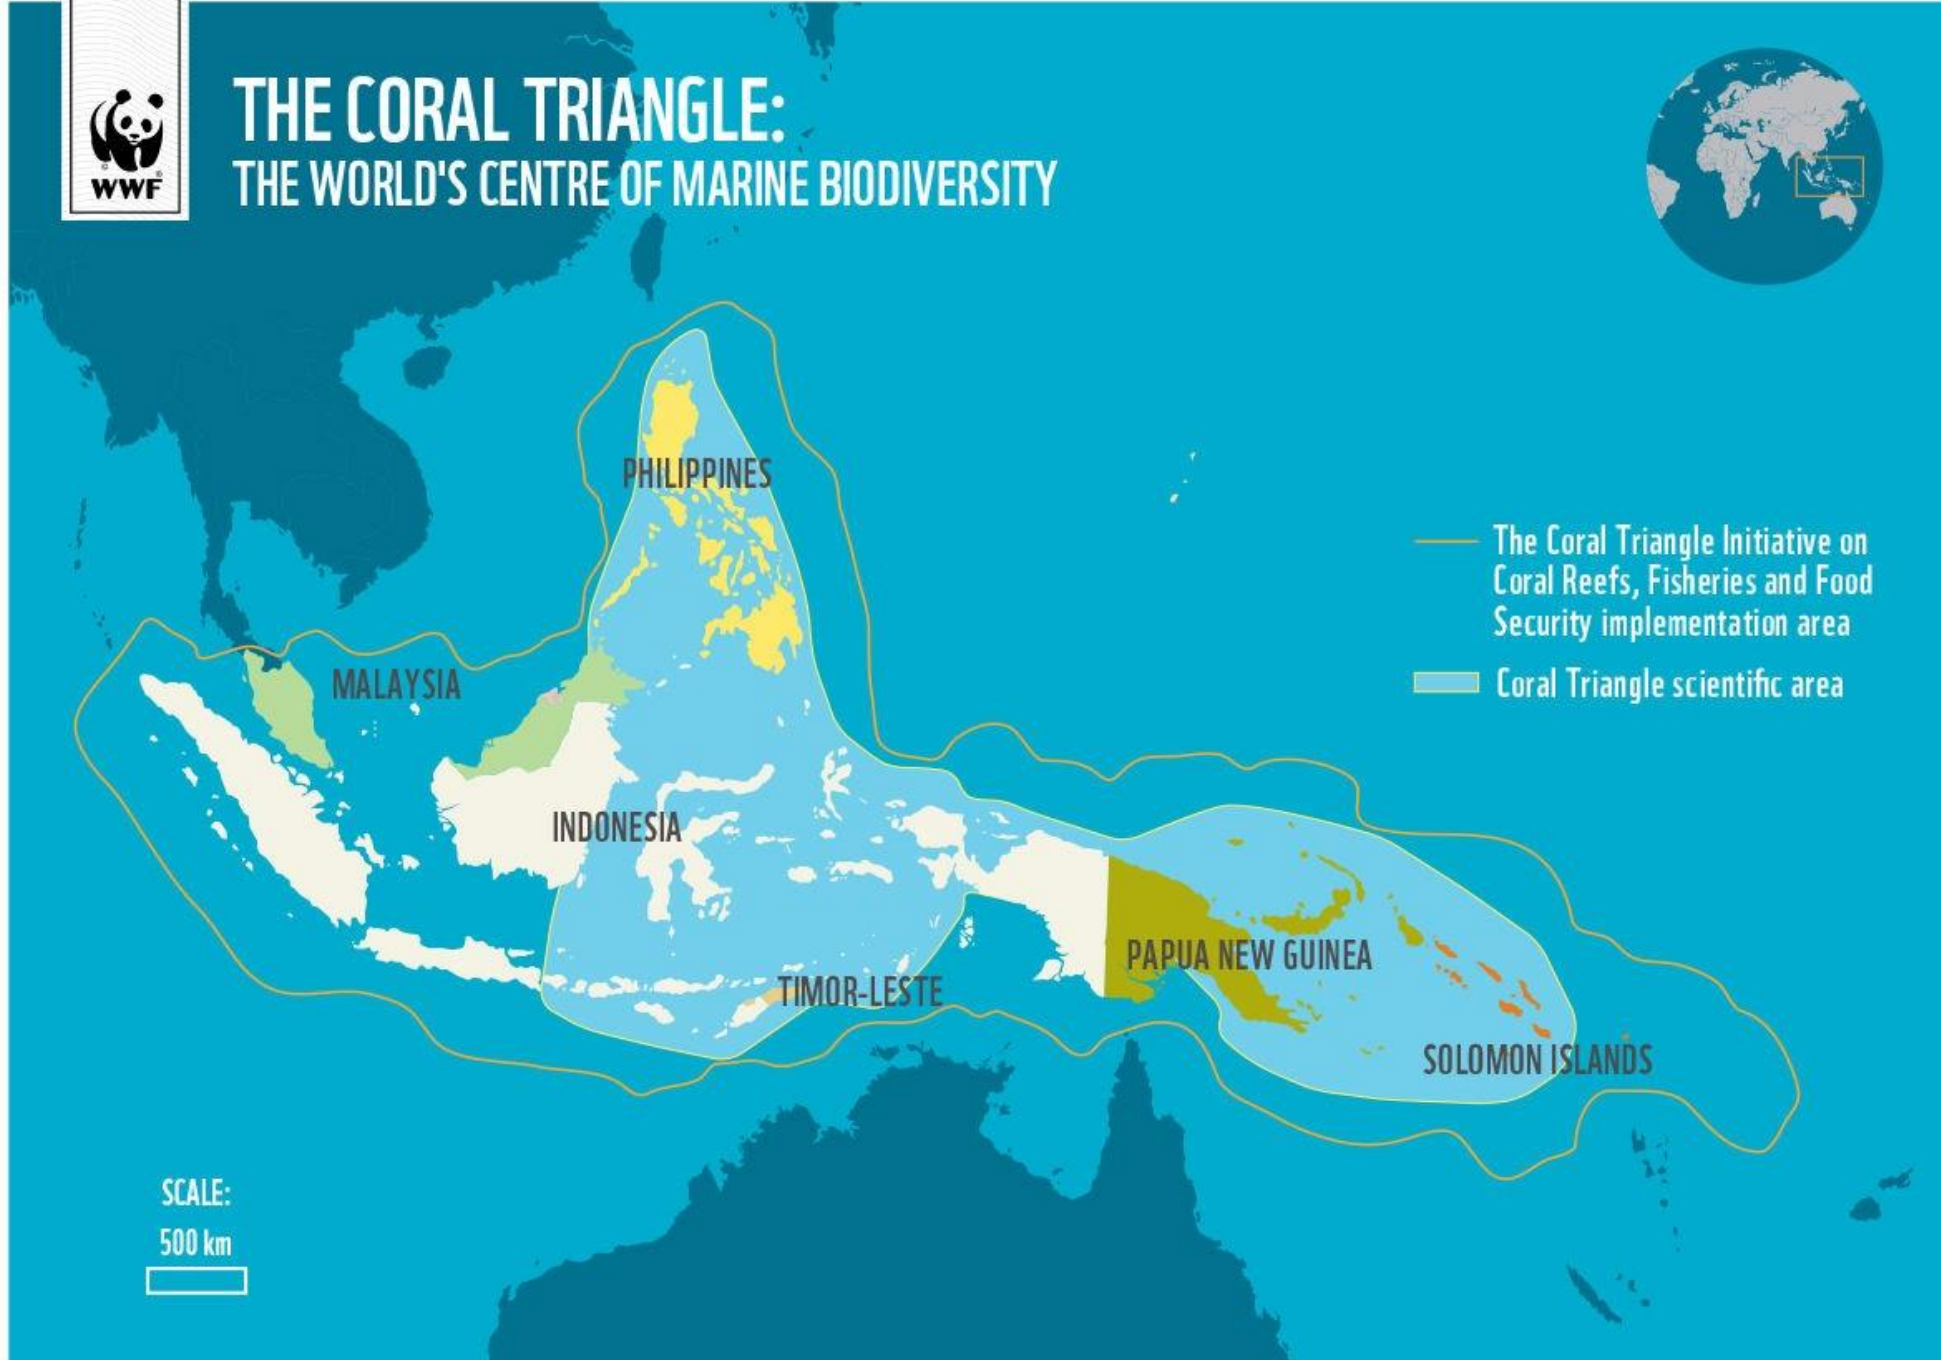 THE CORAL TRIANGLE:
THE WORLD'S CENTRE OF MARINE BIODIVERSITY
©
®
WWF
PHILIPPINES
The Coral Triangle Initiative on
Coral Reefs, Fisheries and Food
Security implementation area
MALAYSIA
Coral Triangle scientific area
INDONESIA
PAPUA NEW GUINEA
TIMOR-LESTE
SOLOMON ISLANDS
SCALE:
500 km